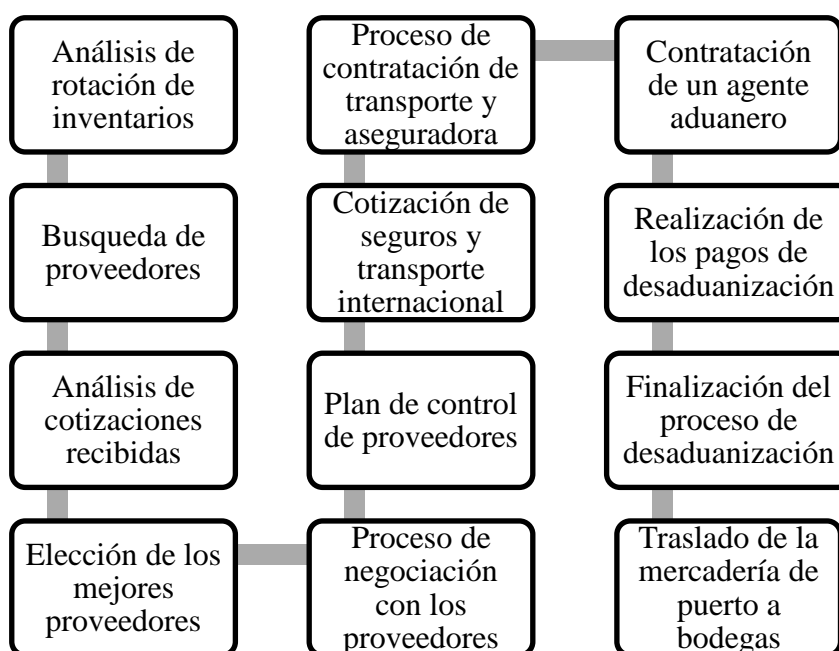 Análisis de
rotación de
inventarios
Busqueda de
proveedores
Análisis de
cotizaciones
recibidas
Elección de los
mejores
proveedores
Proceso de
negociación
con los
proveedores
Plan de control
de proveedores
Cotización de
seguros y
transporte
internacional
Proceso de
contratación de
transporte y
aseguradora
Contratación
de un agente
aduanero
Realización de
los pagos de
desaduanización
Finalización del
proceso de
desaduanización
Traslado de la
mercadería de
puerto a
bodegas